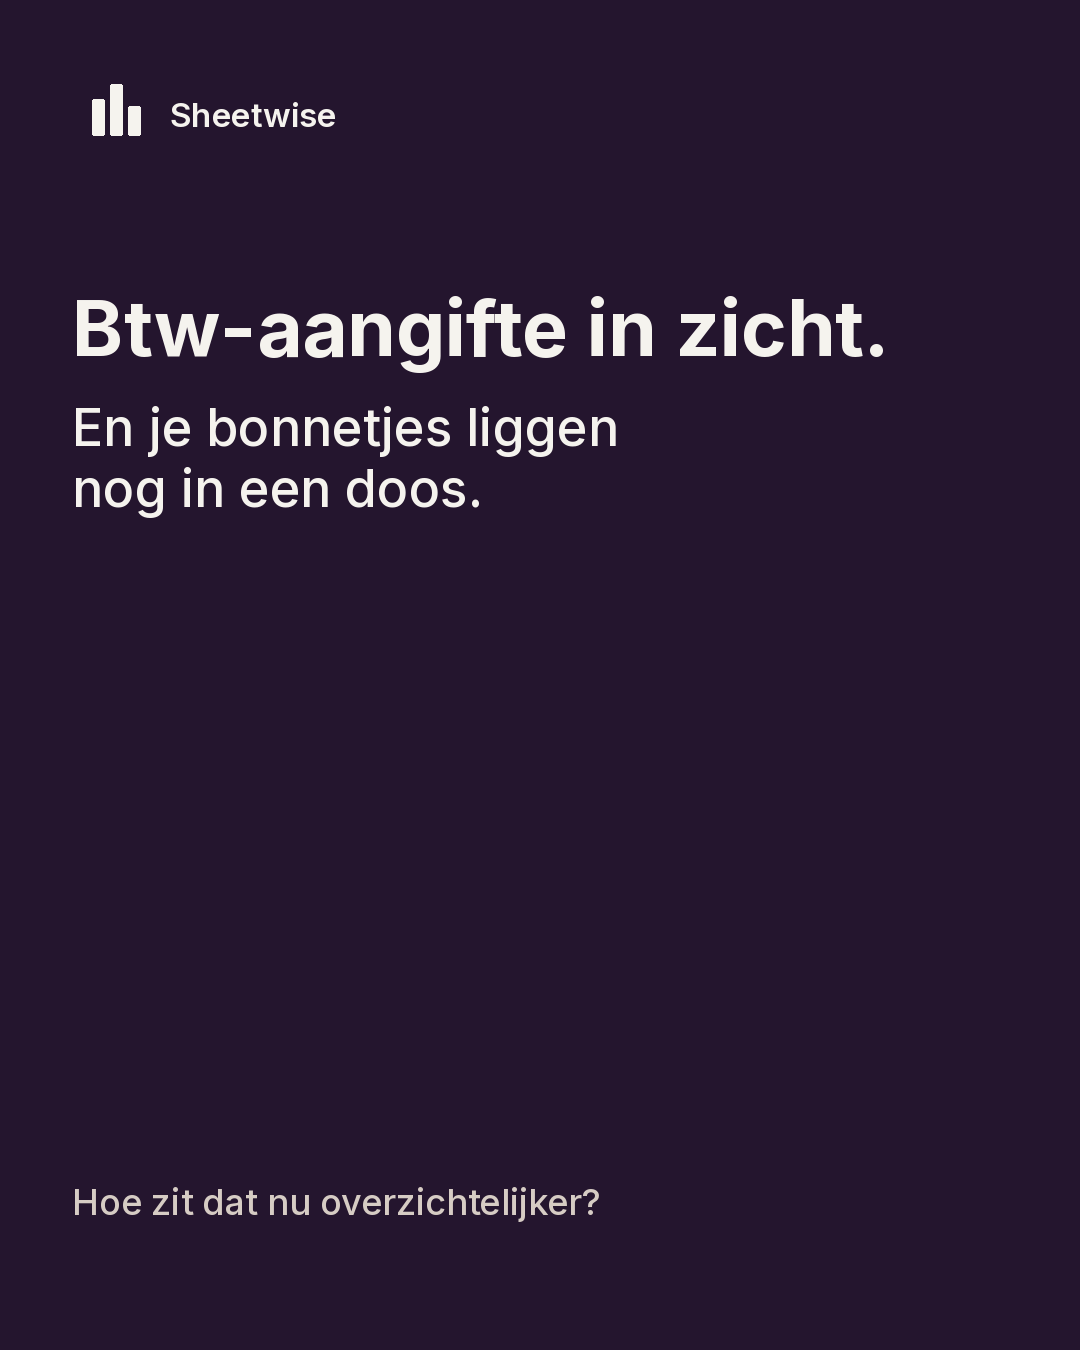 Sheetwise
Btw-aangifte in zicht.
En je bonnetjes liggen
nog in een doos.
Hoe zit dat nu overzichtelijker?